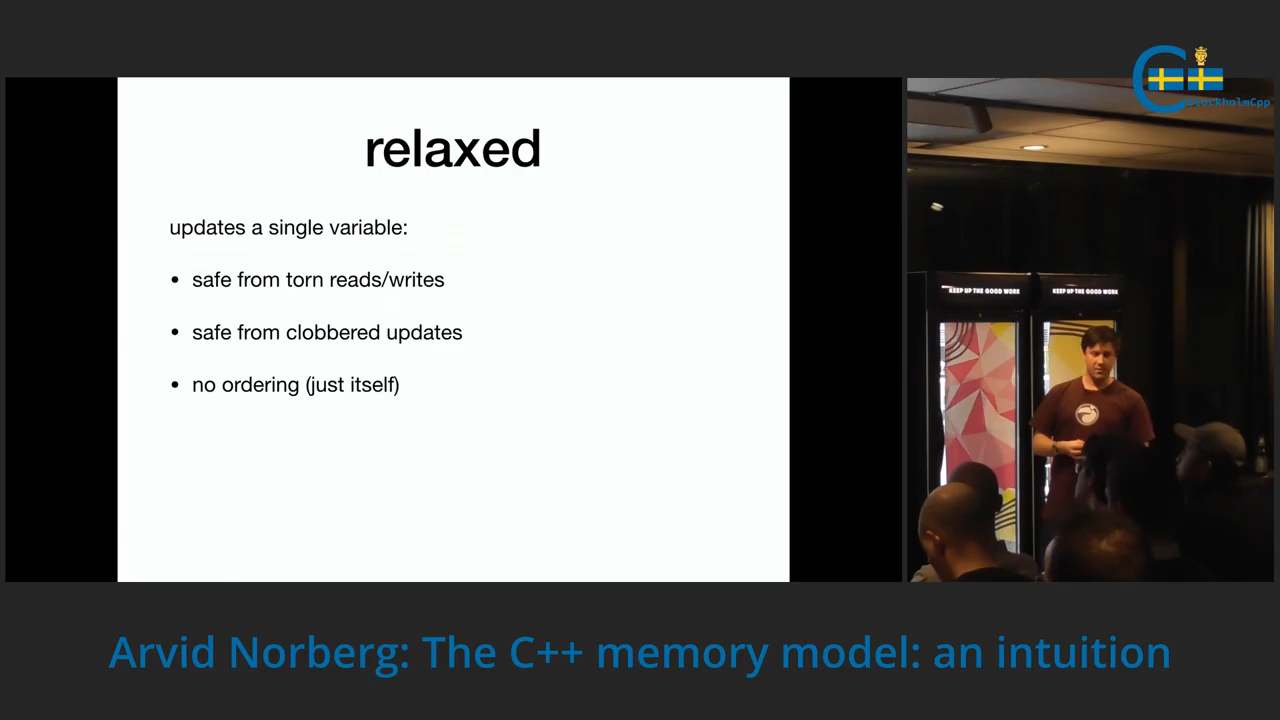 StockholmCpp
relaxed
updates a single variable:
• safe from torn reads/writes
• safe from clobbered updates
• no ordering (just itself)
KEEP UP THE GOOD WORK
KEEP UP THE GOOD WORK
Arvid Norberg: The C++ memory model: an intuition